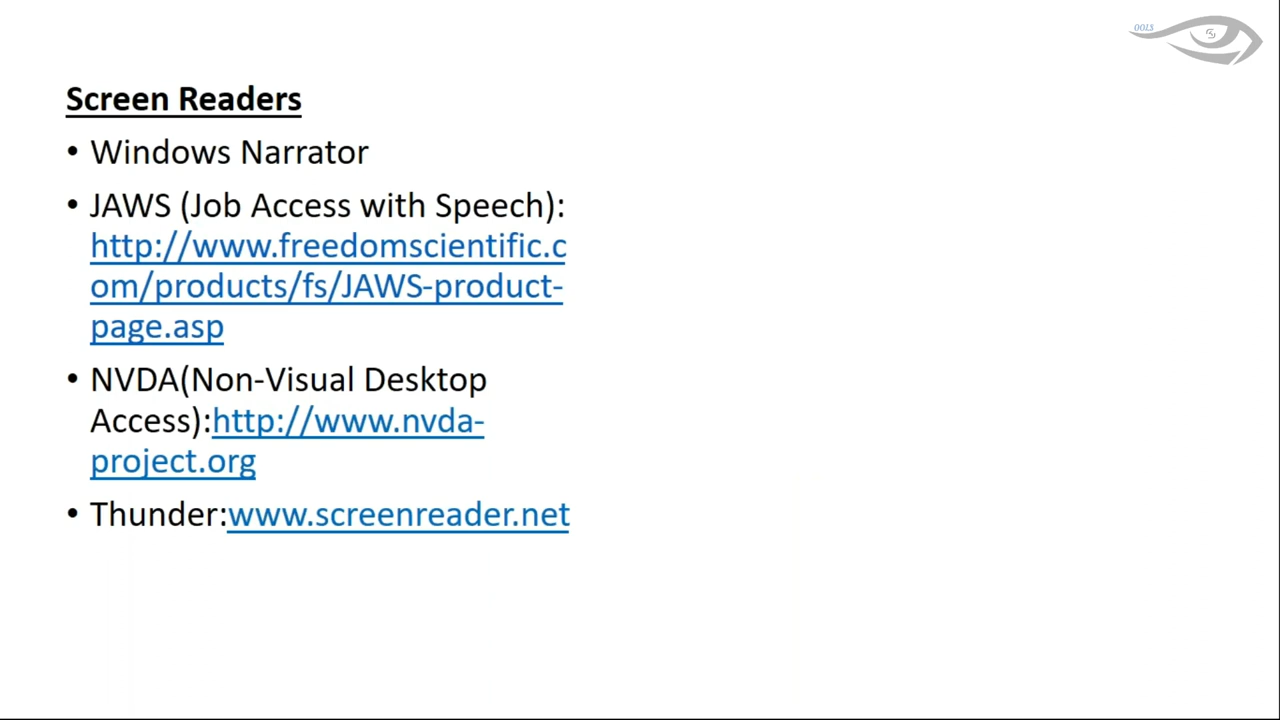 OOLS
Screen Readers
• Windows Narrator
• JAWS (Job Access with Speech):
http://www.freedomscientific.c
om/products/fs/JAWS-product-
page.asp
• NVDA(Non-Visual Desktop
Access):http://www.nvda-
project.org
• Thunder:www.screenreader.net